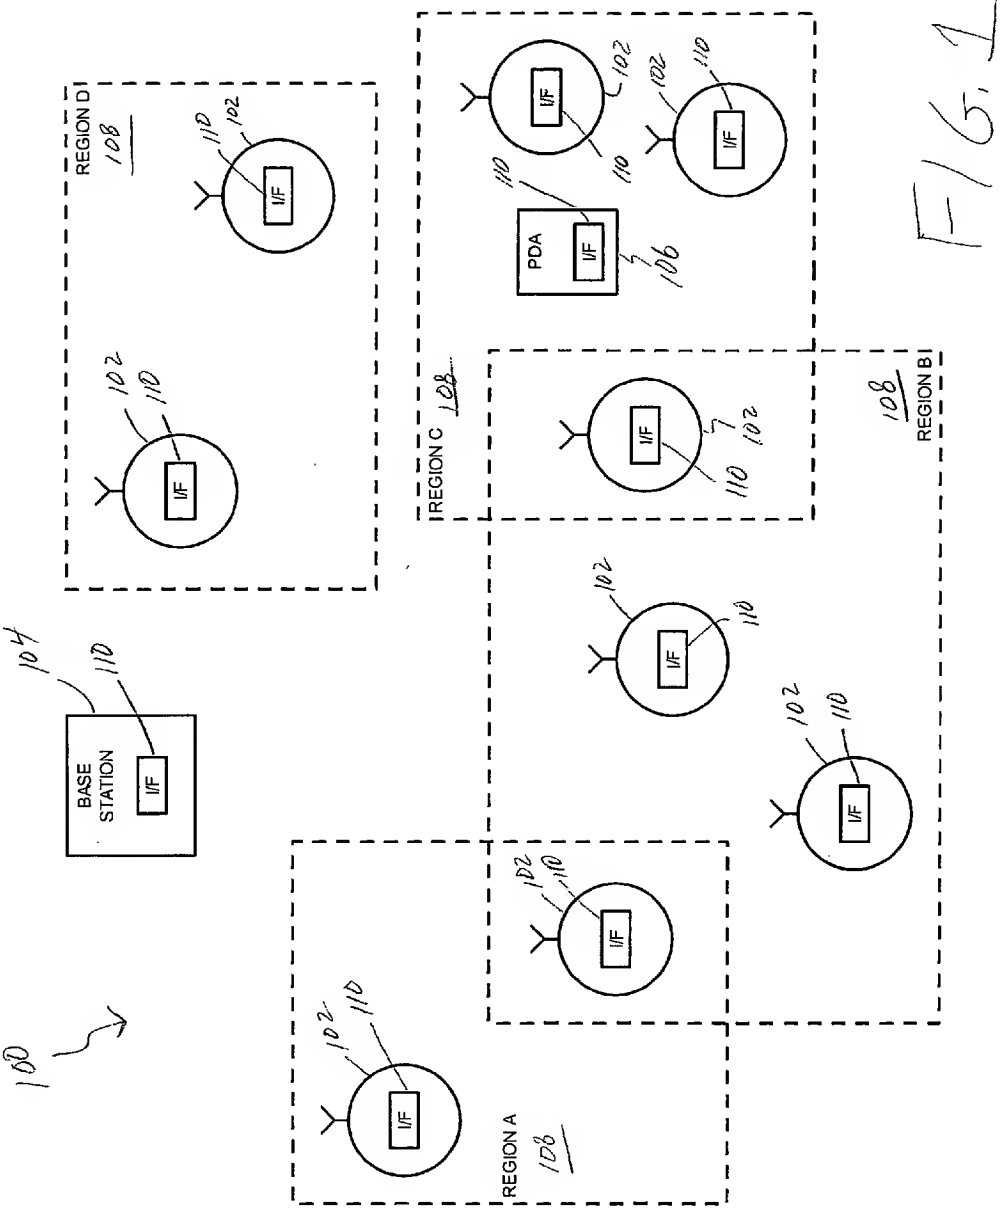 100
104
BASE
STATION
110
I/F
REGION D
108
102
110
I/F
110
102
I/F
102
110
I/F
REGION A
108
102
110
I/F
REGION C
108
PDA
110
I/F
106
I/F
110
102
102
110
I/F
I/F
110
102
102
I/F
110
102
110
I/F
108
REGION B
FIG. 1